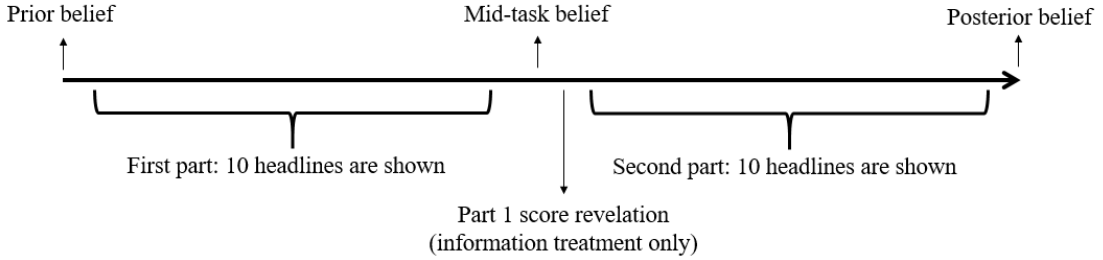 Prior belief
Mid-task belief
Posterior belief
First part: 10 headlines are shown
Second part: 10 headlines are shown
Part 1 score revelation
(information treatment only)